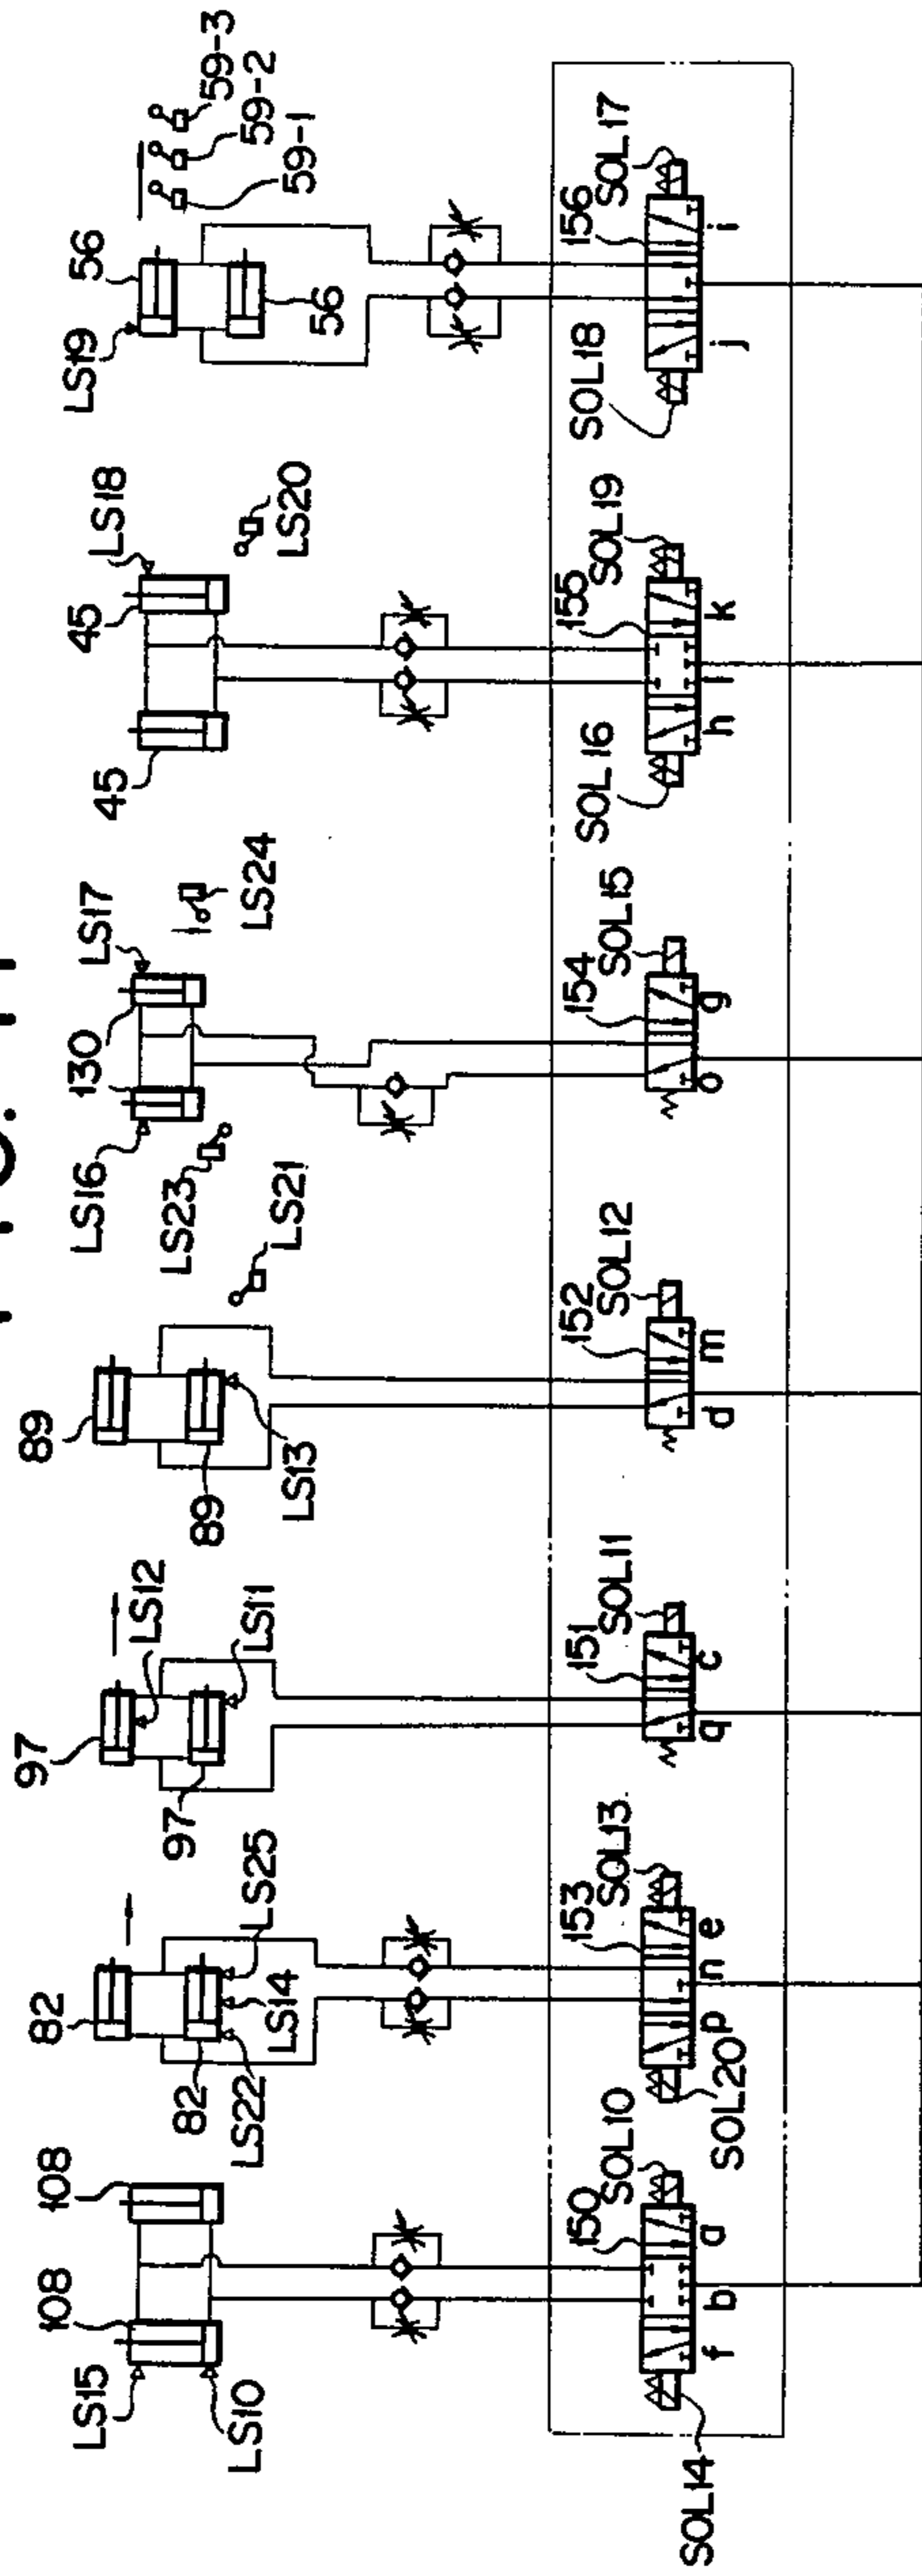 108
108
LS15
LS10
82
82
LS25
LS14
LS22
97
97
LS12
LS11
89
89
LS13
LS21
LS16
130
LS17
LS23
LS24
45
45
LS18
LS20
LS19
56
56
59-3
59-2
59-1
150
SOL10
f
b
a
SOL14
153
SOL13
p
n
e
SOL20
151
SOL11
q
c
152
SOL12
d
m
154
SOL15
o
g
155
SOL19
SOL16
h
l
k
156
SOL17
SOL18
j
i